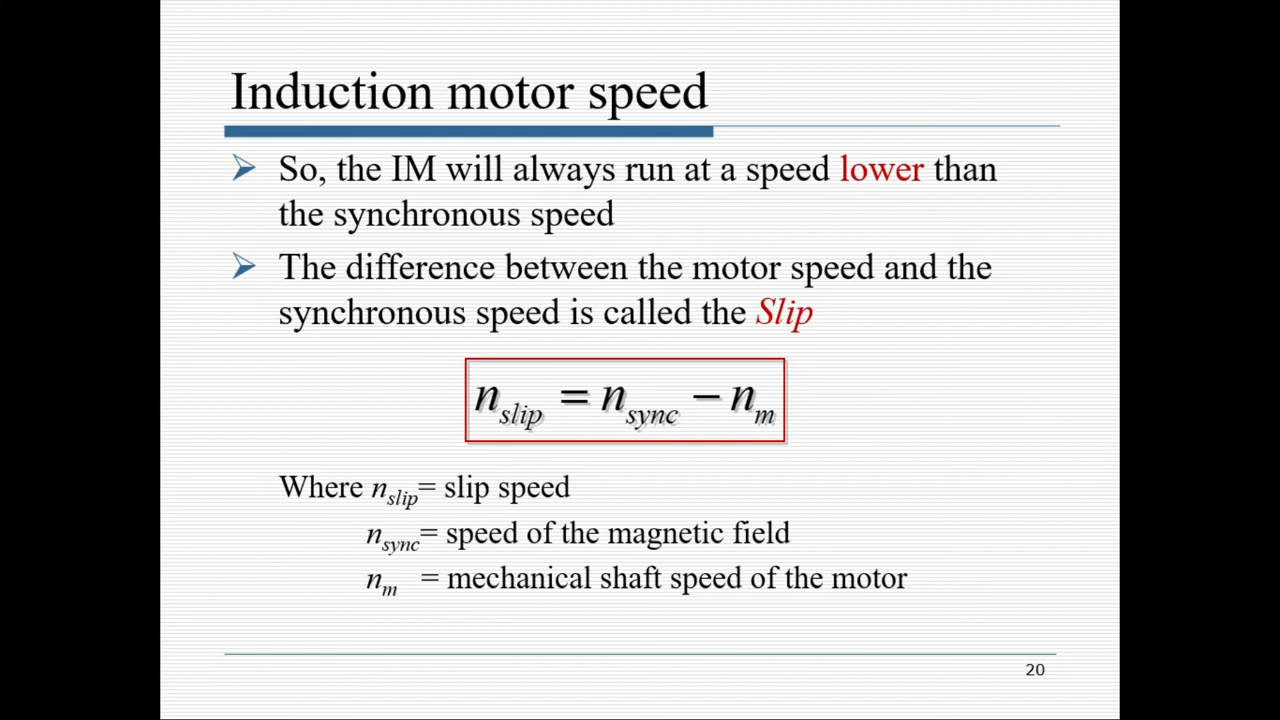 Induction motor speed
So, the IM will always run at a speed lower than
the synchronous speed
The difference between the motor speed and the
synchronous speed is called the Slip
n_slip = n_sync − n_m
Where n_slip= slip speed
n_sync= speed of the magnetic field
n_m = mechanical shaft speed of the motor
20